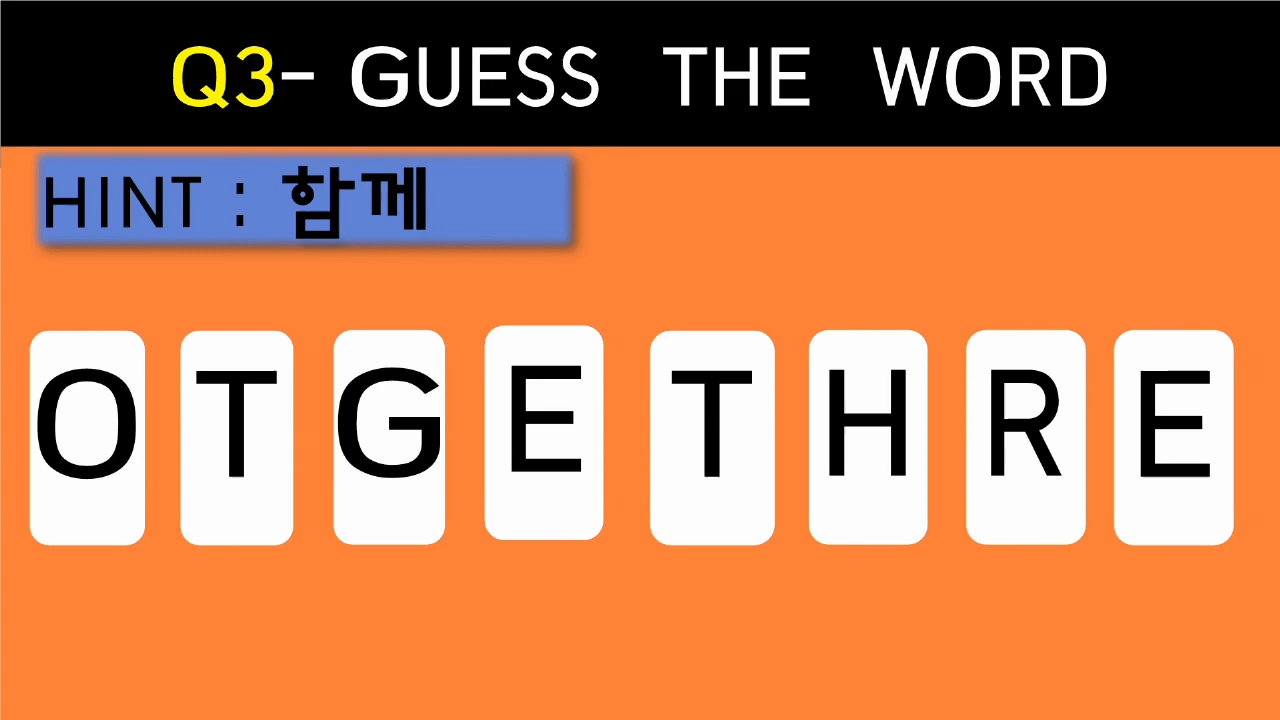 Q3- GUESS THE WORD
HINT : 함께
O T G E T H R E